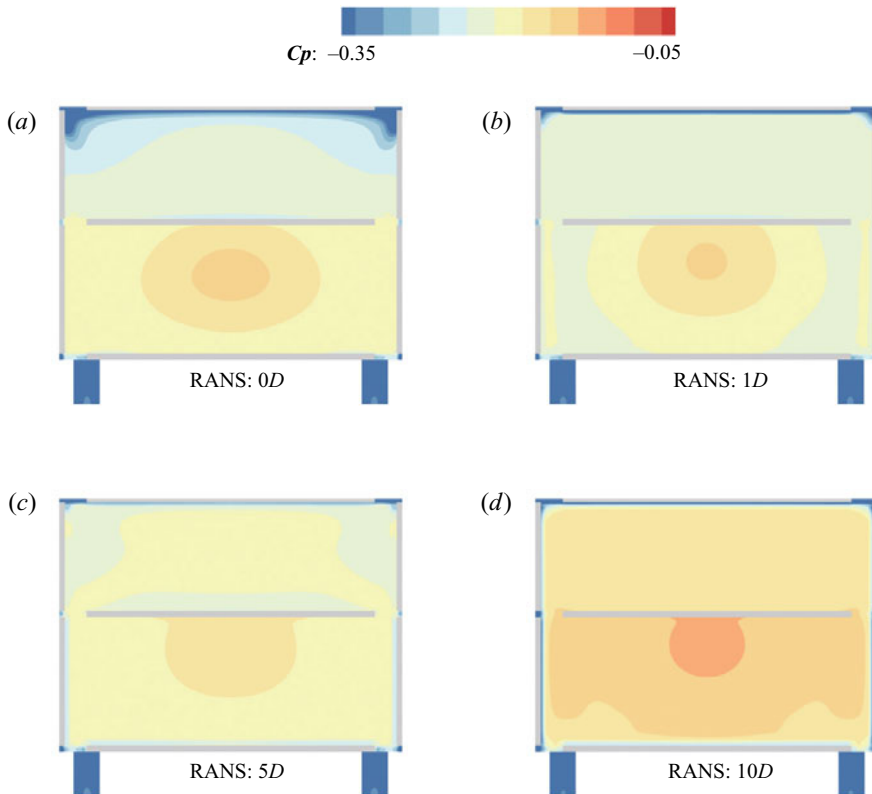 Cp: –0.35 –0.05
(a) (b)
RANS: 0D RANS: 1D
(c) (d)
RANS: 5D RANS: 10D